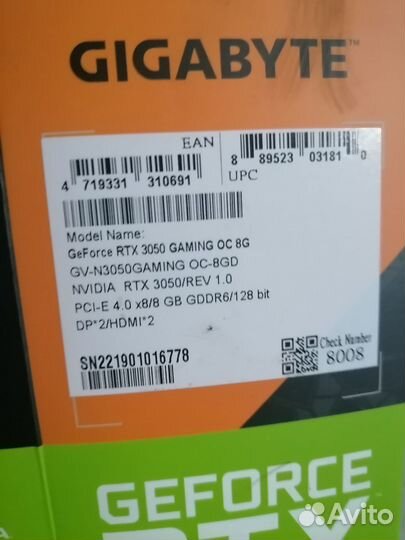 GIGABYTE™
EAN
4 719331 310691
8 89523 03181 0
UPC
Model Name:
GeForce RTX 3050 GAMING OC 8G
GV-N3050GAMING OC-8GD
NVIDIA RTX 3050/REV 1.0
PCI-E 4.0 x8/8 GB GDDR6/128 bit
DP*2/HDMI*2
SN221901016778
Check Number
8008
GEFORCE
RTX
Avito